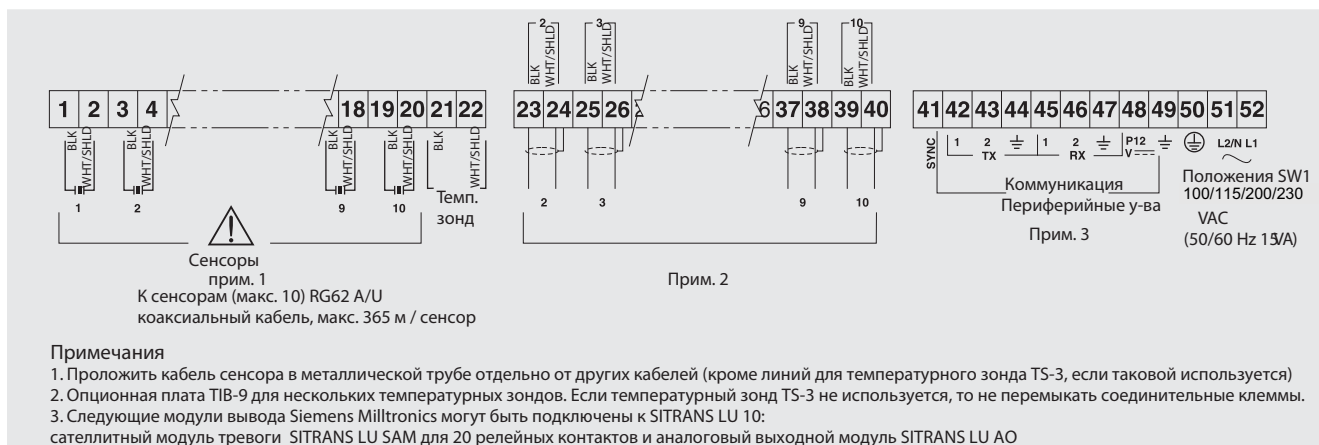 2 3 9 10
BLK WHT/SHLD BLK WHT/SHLD BLK WHT/SHLD BLK WHT/SHLD
1 2 3 4 18 19 20 21 22 23 24 25 26 6 37 38 39 40 41 42 43 44 45 46 47 48 49 50 51 52
BLK WHT/SHLD BLK WHT/SHLD BLK WHT/SHLD BLK WHT/SHLD BLK WHT/SHLD
SYNC 1 2 1 2 P12 L2/N L1
TX RX V
1 2 9 10
Темп.
зонд
2 3 9 10
Коммуникация
Периферийные у-ва
Прим. 3
Положения SW1
100/115/200/230
VAC
(50/60 Hz 15VA)
Сенсоры
прим. 1
Прим. 2
К сенсорам (макс. 10) RG62 A/U
коаксиальный кабель, макс. 365 м / сенсор
Примечания
1. Проложить кабель сенсора в металлической трубе отдельно от других кабелей (кроме линий для температурного зонда TS-3, если таковой используется)
2. Опционная плата TIB-9 для нескольких температурных зондов. Если температурный зонд TS-3 не используется, то не перемыкать соединительные клеммы.
3. Следующие модули вывода Siemens Milltronics могут быть подключены к SITRANS LU 10:
сателлитный модуль тревоги SITRANS LU SAM для 20 релейных контактов и аналоговый выходной модуль SITRANS LU AO